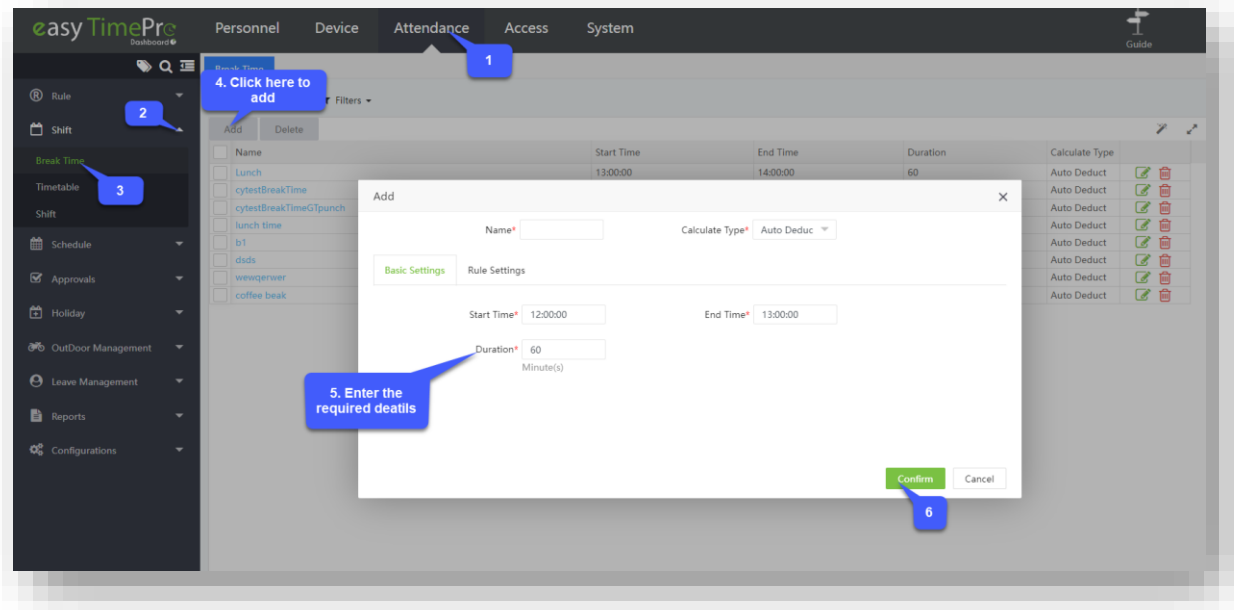 easy TimePro
Dashboard
Personnel Device Attendance Access System
Guide
1
Break Time
4. Click here to
add
Filters
Rule
2
Shift
Add Delete
Name Start Time End Time Duration Calculate Type
Break Time
Lunch 13:00:00 14:00:00 60 Auto Deduct
3
Timetable
cytestBreakTime Auto Deduct
cytestBreakTimeGTpunch Auto Deduct
Shift
lunch time Auto Deduct
Schedule
b1 Auto Deduct
dsds Auto Deduct
Approvals
wewqerwer Auto Deduct
coffee beak Auto Deduct
Holiday
OutDoor Management
Leave Management
Reports
Configurations
Add
Name* Calculate Type* Auto Deduc
Basic Settings Rule Settings
Start Time* 12:00:00 End Time* 13:00:00
Duration* 60
Minute(s)
5. Enter the
required deatils
Confirm Cancel
6